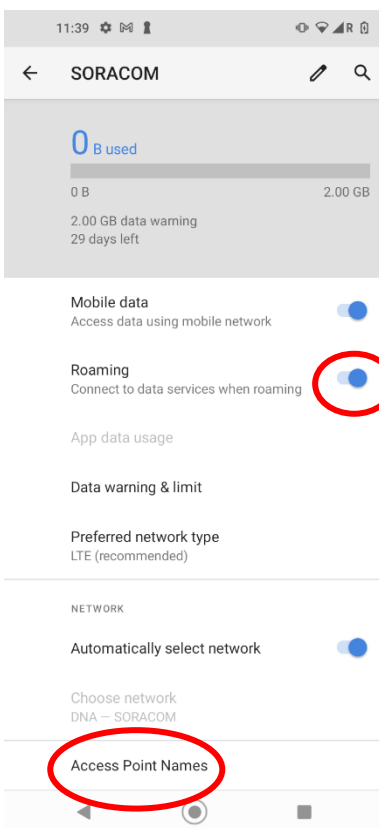 11:39 R
SORACOM
0 B used
0 B 2.00 GB
2.00 GB data warning
29 days left
Mobile data
Access data using mobile network
Roaming
Connect to data services when roaming
App data usage
Data warning & limit
Preferred network type
LTE (recommended)
NETWORK
Automatically select network
Choose network
DNA — SORACOM
Access Point Names